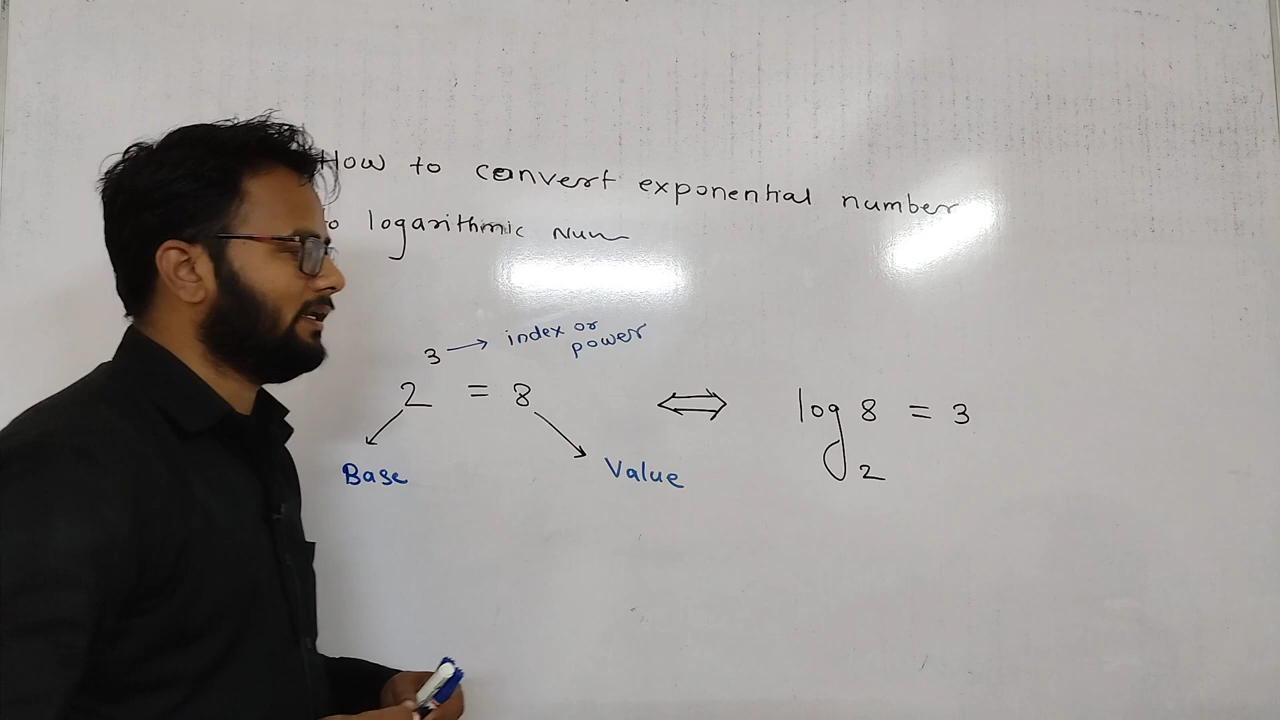 How to convert exponential number
to logarithmic Num
3 → index or power
2 = 8 ⇔ log 8 = 3
2
Base Value